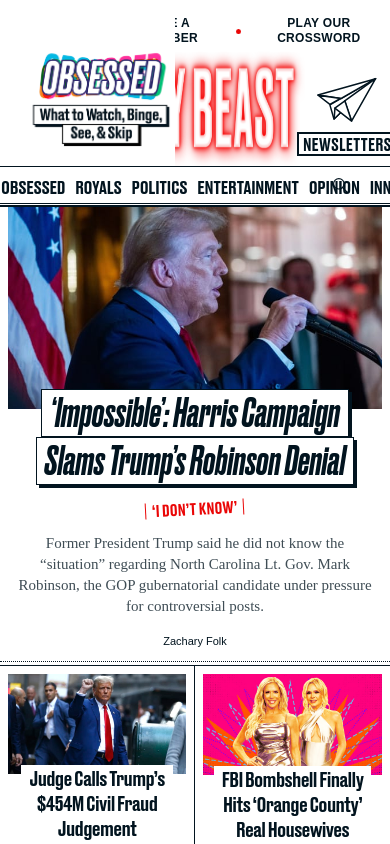 E A
BER
PLAY OUR
CROSSWORD
OBSESSED
What to Watch, Binge,
See, & Skip
Y BEAST
NEWSLETTERS
OBSESSED ROYALS POLITICS ENTERTAINMENT OPINION INN
‘Impossible’: Harris Campaign
Slams Trump’s Robinson Denial
‘I DON’T KNOW’
Former President Trump said he did not know the
“situation” regarding North Carolina Lt. Gov. Mark
Robinson, the GOP gubernatorial candidate under pressure
for controversial posts.
Zachary Folk
Judge Calls Trump’s
$454M Civil Fraud
Judgement
FBI Bombshell Finally
Hits ‘Orange County’
Real Housewives